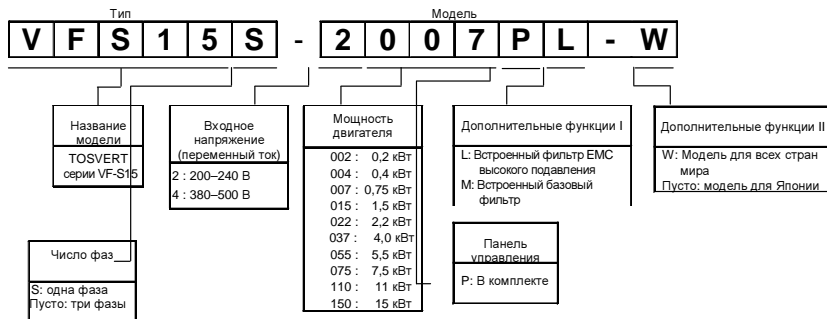 Тип Модель
V F S 1 5 S - 2 0 0 7 P L - W
Название
модели
TOSVERT
серии VF-S15
Входное
напряжение
(переменный ток)
2 : 200–240 В
4 : 380–500 В
Мощность
двигателя
002 : 0,2 кВт
004 : 0,4 кВт
007 : 0,75 кВт
015 : 1,5 кВт
022 : 2,2 кВт
037 : 4,0 кВт
055 : 5,5 кВт
075 : 7,5 кВт
110 : 11 кВт
150 : 15 кВт
Дополнительные функции I
L: Встроенный фильтр EMC
высокого подавления
M: Встроенный базовый
фильтр
Дополнительные функции II
W: Модель для всех стран
мира
Пусто: модель для Японии
Число фаз
S: одна фаза
Пусто: три фазы
Панель
управления
P: В комплекте